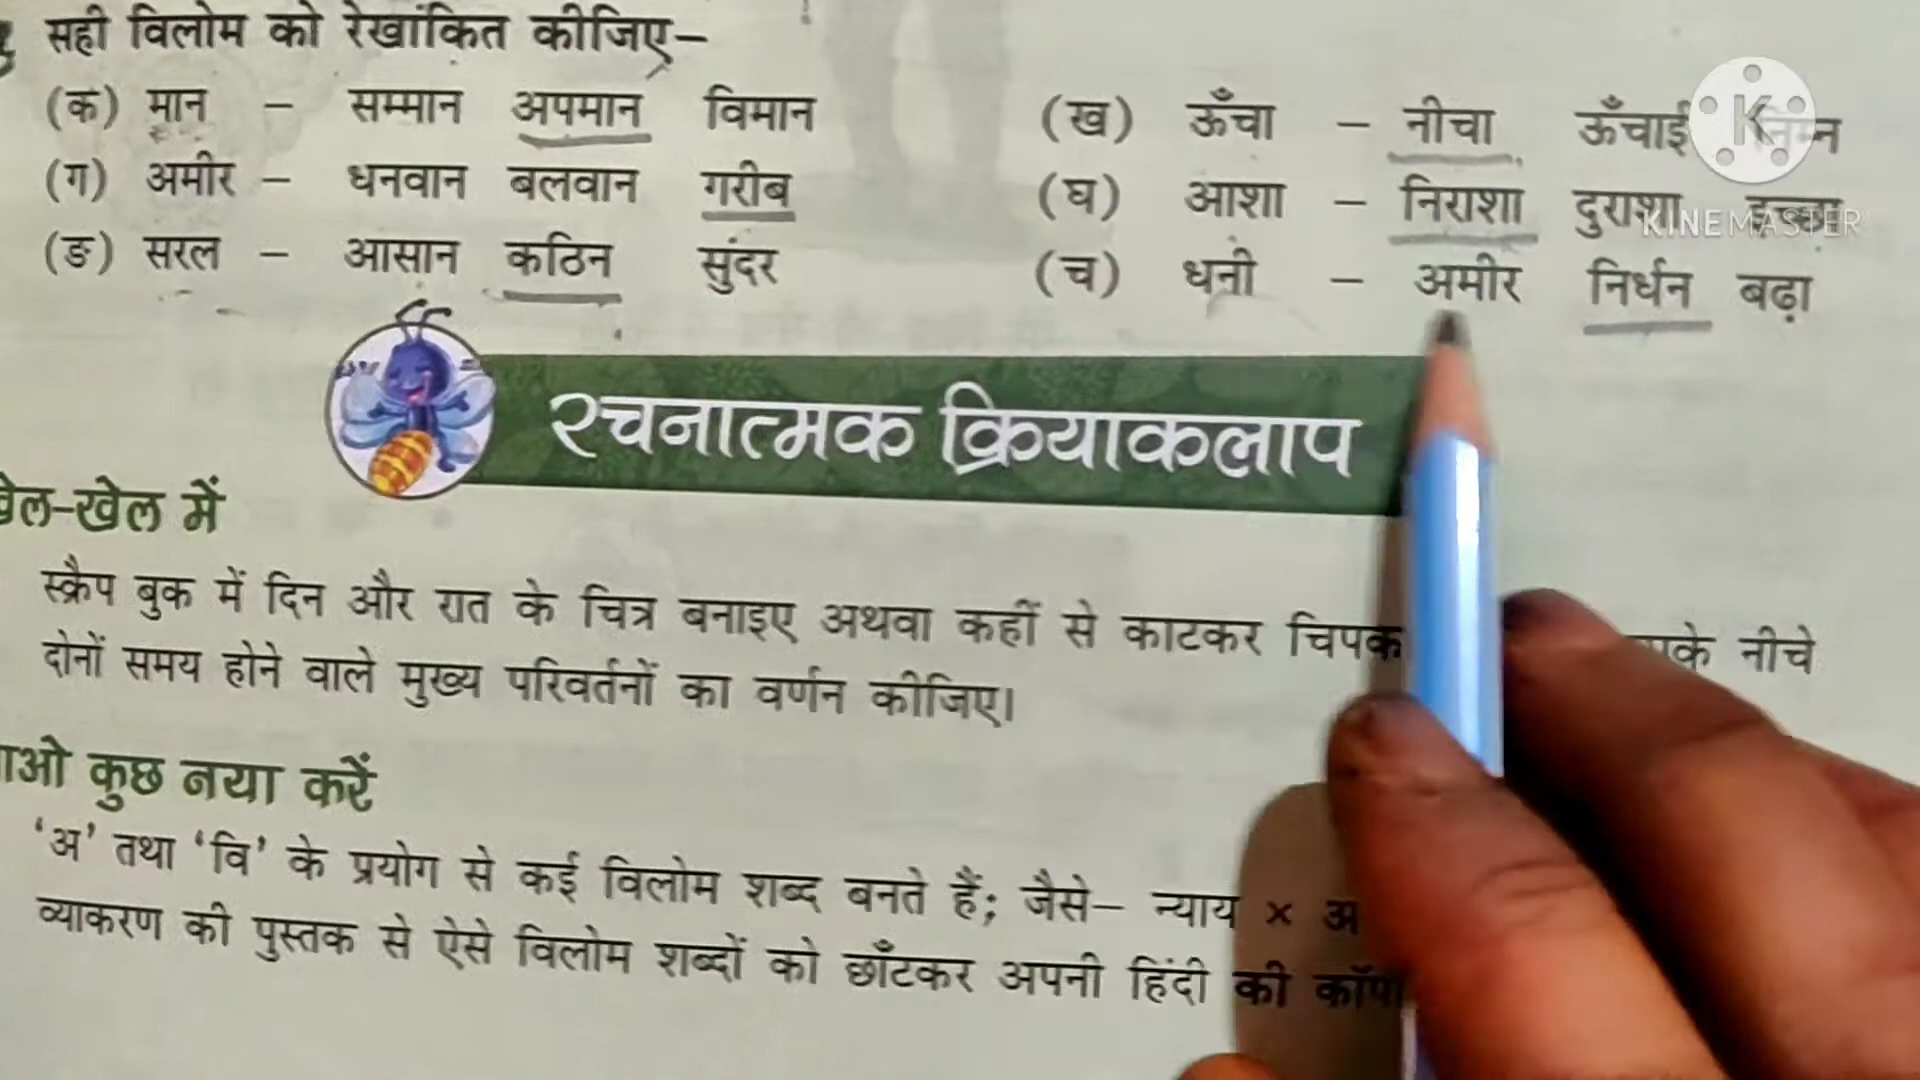 सही विलोम को रेखांकित कीजिए–
(क) मान – सम्मान अपमान विमान
(ख) ऊँचा – नीचा ऊँचाई निम्न
(ग) अमीर – धनवान बलवान गरीब
(घ) आशा – निराशा दुराशा इच्छा
(ङ) सरल – आसान कठिन सुंदर
(च) धनी – अमीर निर्धन बढ़ा
KINEMASTER
रचनात्मक क्रियाकलाप
खेल-खेल में
स्क्रैप बुक में दिन और रात के चित्र बनाइए अथवा कहीं से काटकर चिपक नीचे
दोनों समय होने वाले मुख्य परिवर्तनों का वर्णन कीजिए।
कुछ नया करें
‘अ’ तथा ‘वि’ के प्रयोग से कई विलोम शब्द बनते हैं; जैसे– न्याय × अ
व्याकरण की पुस्तक से ऐसे विलोम शब्दों को छाँटकर अपनी हिंदी की